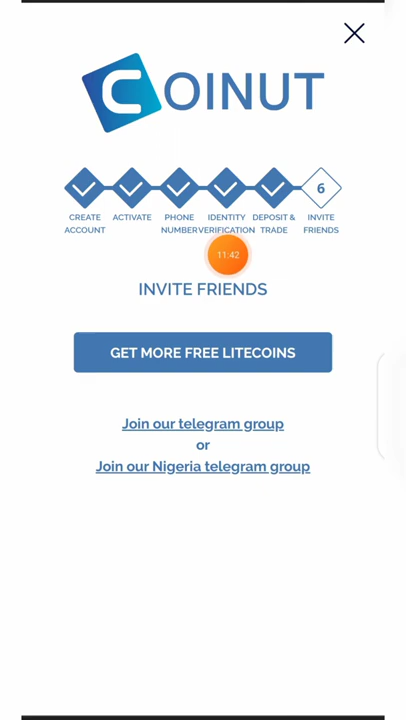 COINUT
6
CREATE ACTIVATE PHONE IDENTITY DEPOSIT & INVITE
ACCOUNT NUMBER VERIFICATION TRADE FRIENDS
11:42
INVITE FRIENDS
GET MORE FREE LITECOINS
Join our telegram group
or
Join our Nigeria telegram group